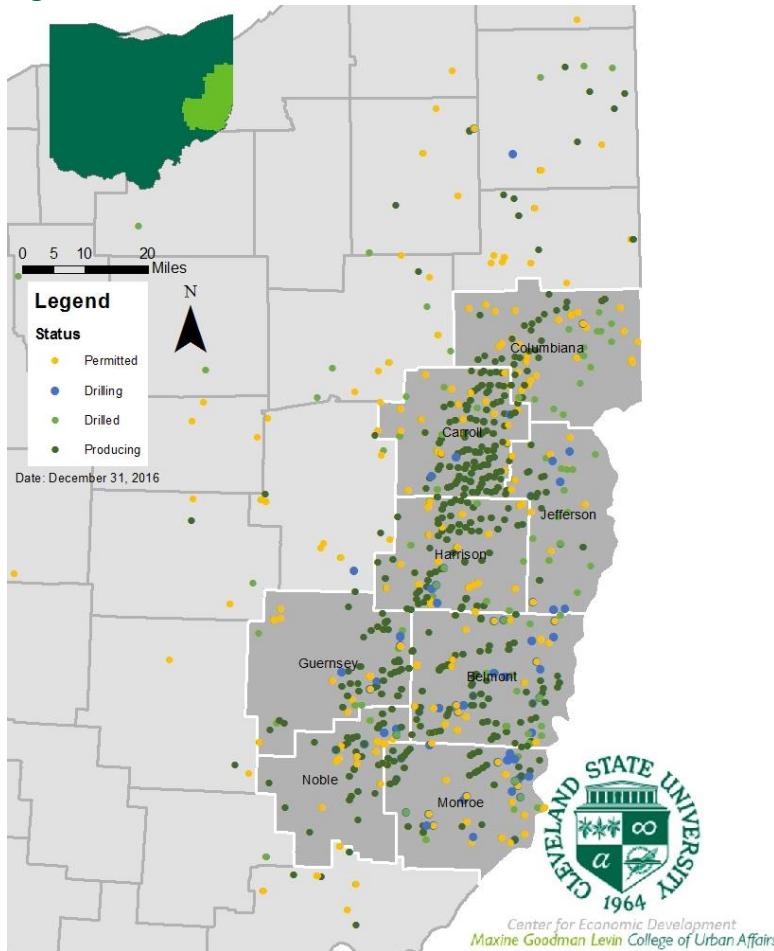 0 5 10 20
Miles
Legend
N
Status
Permitted
Drilling
Drilled
Producing
Date: December 31, 2016
Columbiana
Carroll
Jefferson
Harrison
Guernsey
Belmont
Noble
Monroe
CLEVELAND STATE UNIVERSITY
∞
a
1964
Center for Economic Development
Maxine Goodman Levin College of Urban Affairs